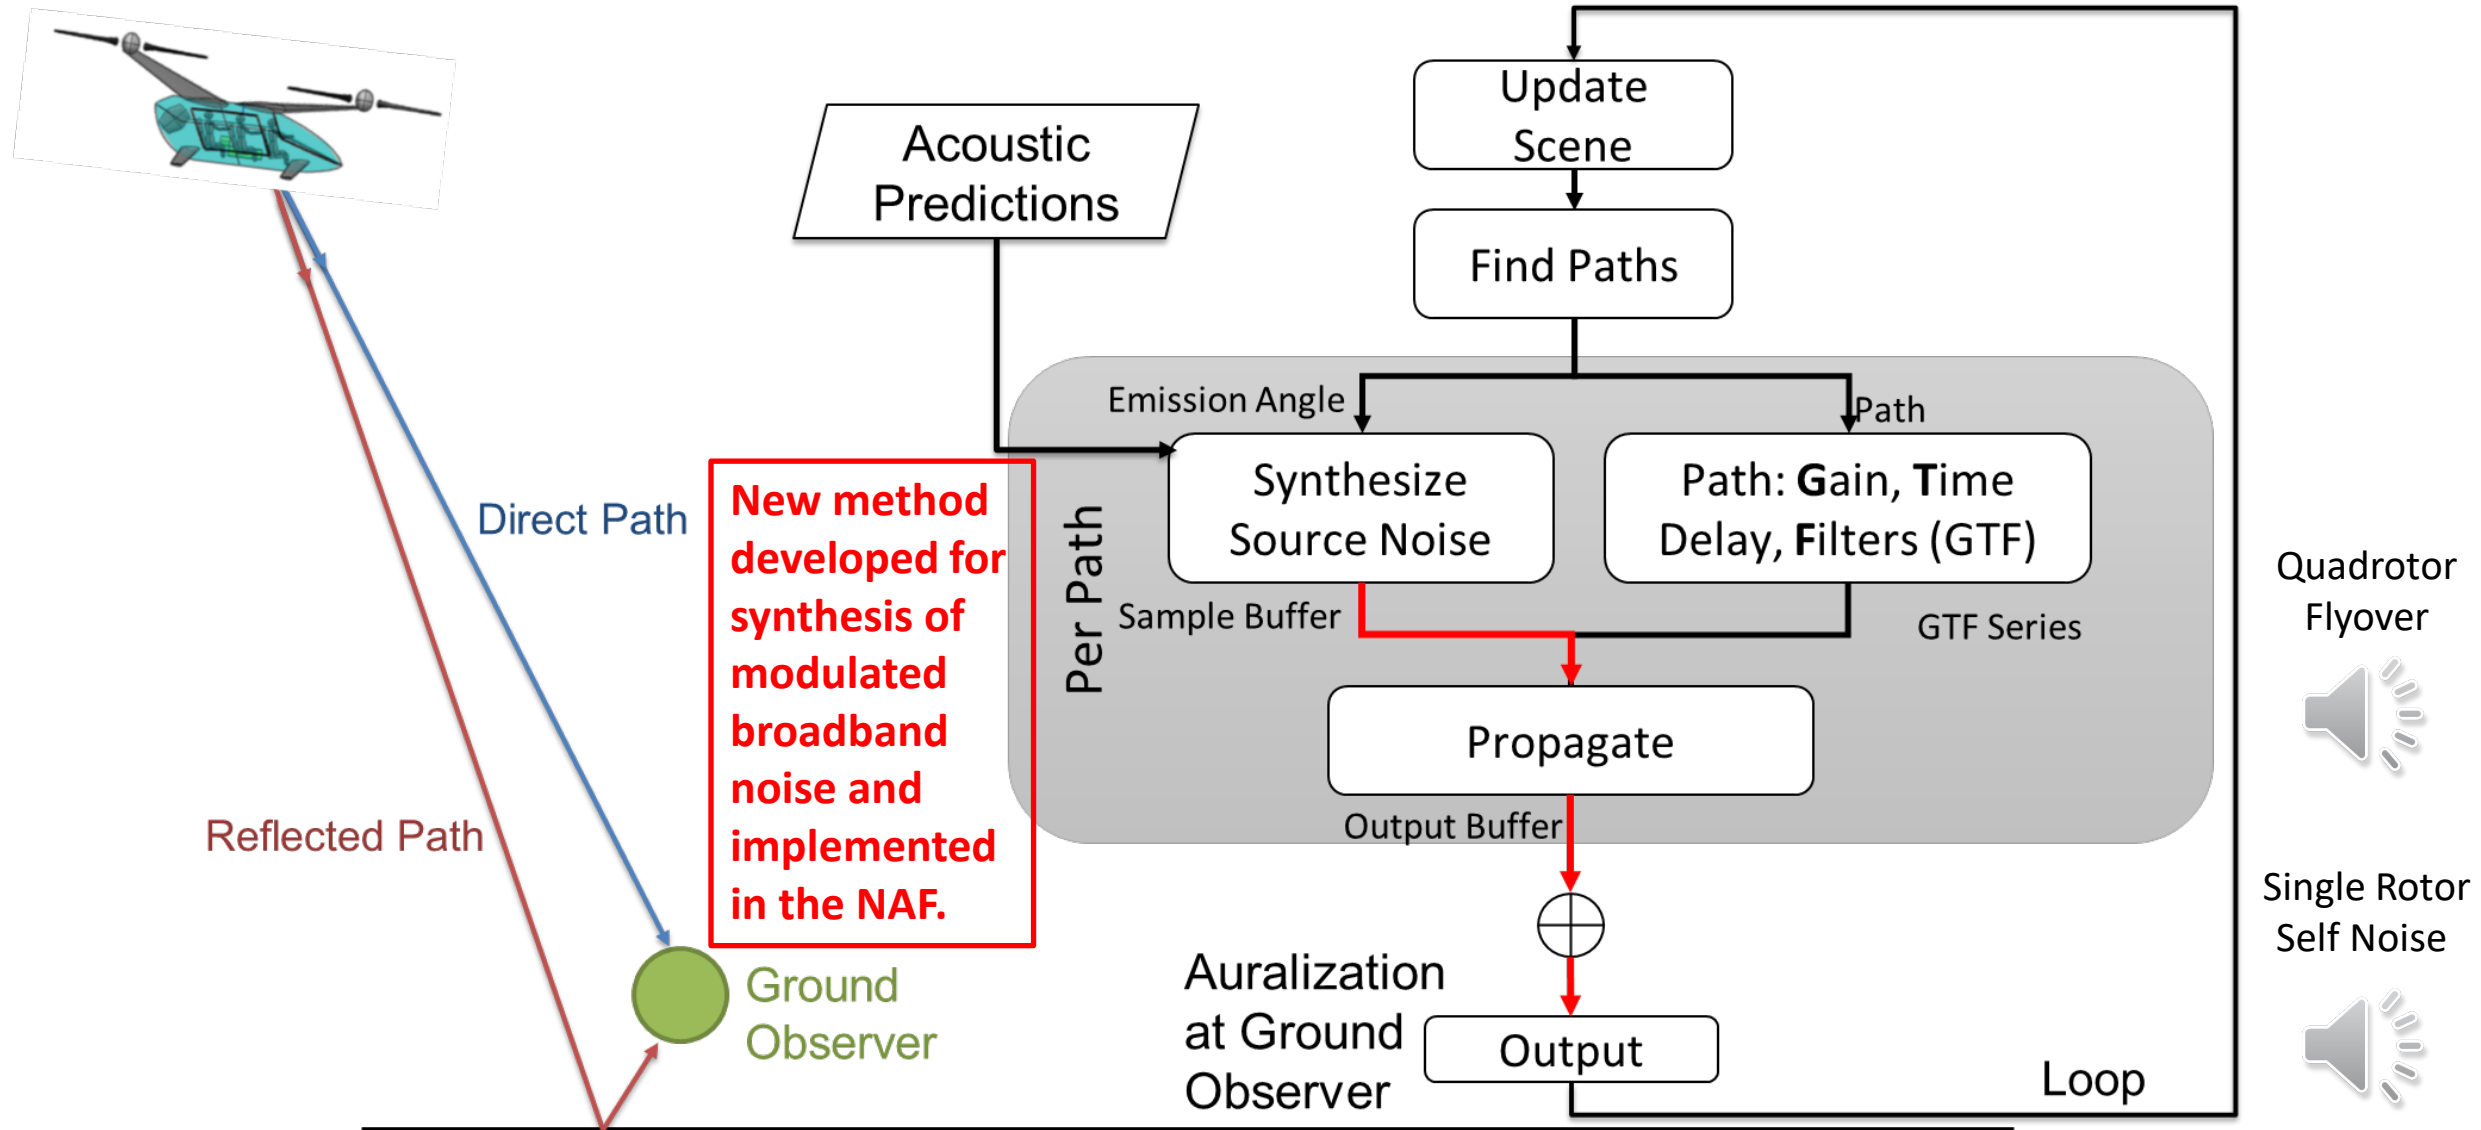 Update
Scene
Acoustic
Predictions
Find Paths
Emission Angle
Path
Synthesize
Source Noise
Path: Gain, Time
Delay, Filters (GTF)
Per Path
Sample Buffer
GTF Series
Propagate
Output Buffer
Direct Path
Reflected Path
New method
developed for
synthesis of
modulated
broadband
noise and
implemented
in the NAF.
Ground
Observer
Auralization
at Ground
Observer
Output
Loop
Quadrotor
Flyover
Single Rotor
Self Noise